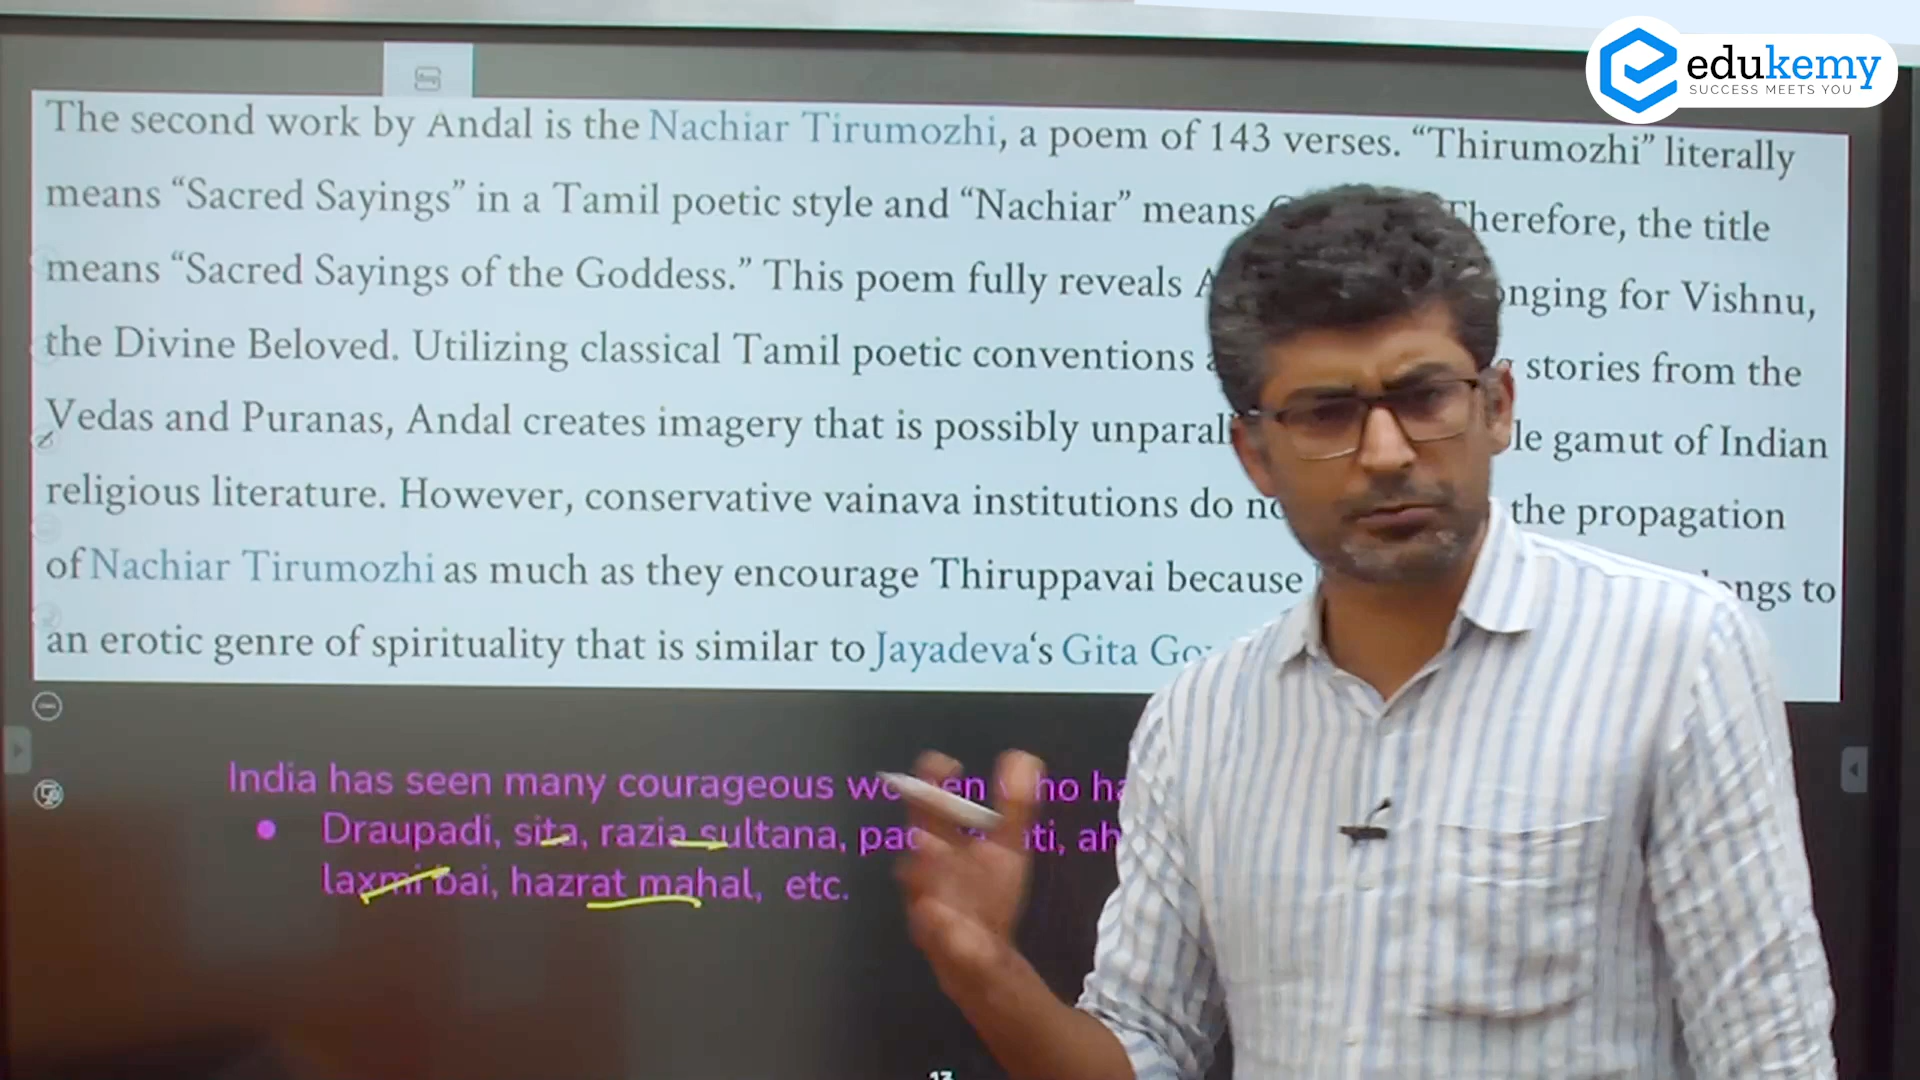 edukemy
SUCCESS MEETS YOU
The second work by Andal is the Nachiar Tirumozhi, a poem of 143 verses. “Thirumozhi” literally
means “Sacred Sayings” in a Tamil poetic style and “Nachiar” means Therefore, the title
means “Sacred Sayings of the Goddess.” This poem fully reveals longing for Vishnu,
the Divine Beloved. Utilizing classical Tamil poetic conventions stories from the
Vedas and Puranas, Andal creates imagery that is possibly gamut of Indian
religious literature. However, conservative vainava institutions do the propagation
of Nachiar Tirumozhi as much as they encourage Thiruppavai because to
an erotic genre of spirituality that is similar to Jayadeva‘s Gita
India has seen many courageous women who
Draupadi, sita, razia sultana,
laxmi bai, hazrat mahal, etc.